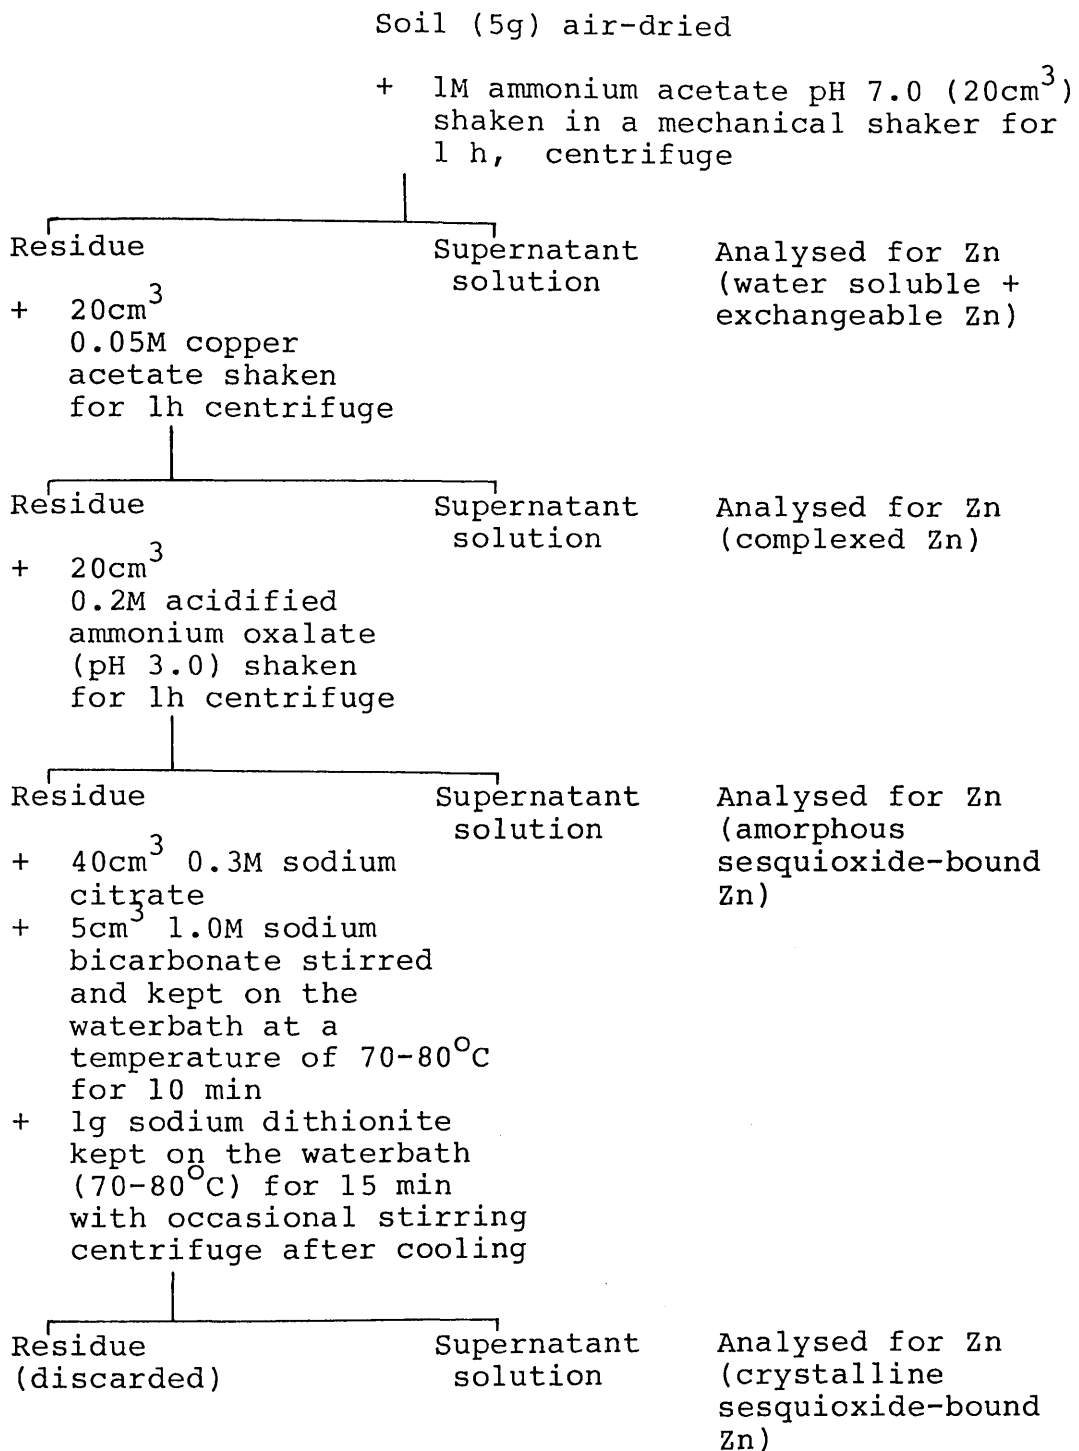 Soil (5g) air-dried
+ 1M ammonium acetate pH 7.0 (20cm³)
shaken in a mechanical shaker for
1 h, centrifuge
Residue
+ 20cm³
0.05M copper
acetate shaken
for 1h centrifuge
Supernatant
solution
Analysed for Zn
(water soluble +
exchangeable Zn)
Residue
+ 20cm³
0.2M acidified
ammonium oxalate
(pH 3.0) shaken
for 1h centrifuge
Supernatant
solution
Analysed for Zn
(complexed Zn)
Residue
+ 40cm³ 0.3M sodium
citrate
+ 5cm³ 1.0M sodium
bicarbonate stirred
and kept on the
waterbath at a
temperature of 70-80°C
for 10 min
+ 1g sodium dithionite
kept on the waterbath
(70-80°C) for 15 min
with occasional stirring
centrifuge after cooling
Supernatant
solution
Analysed for Zn
(amorphous
sesquioxide-bound
Zn)
Residue
(discarded)
Supernatant
solution
Analysed for Zn
(crystalline
sesquioxide-bound
Zn)